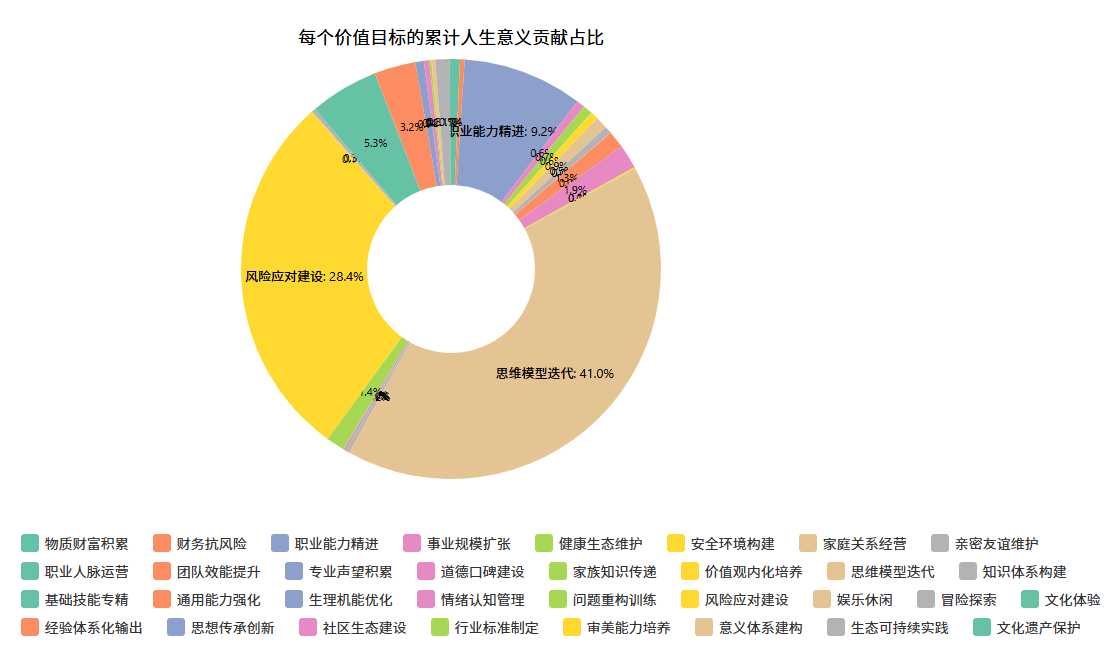 每个价值目标的累计人生意义贡献占比
3.2%
职业能力精进: 9.2%
5.3%
1.3%
1.9%
风险应对建设: 28.4%
思维模型迭代: 41.0%
物质财富积累 财务抗风险 职业能力精进 事业规模扩张 健康生态维护 安全环境构建 家庭关系经营 亲密友谊维护
职业人脉运营 团队效能提升 专业声望积累 道德口碑建设 家族知识传递 价值观内化培养 思维模型迭代 知识体系构建
基础技能专精 通用能力强化 生理机能优化 情绪认知管理 问题重构训练 风险应对建设 娱乐休闲 冒险探索 文化体验
经验体系化输出 思想传承创新 社区生态建设 行业标准制定 审美能力培养 意义体系构建 生态可持续实践 文化遗产保护